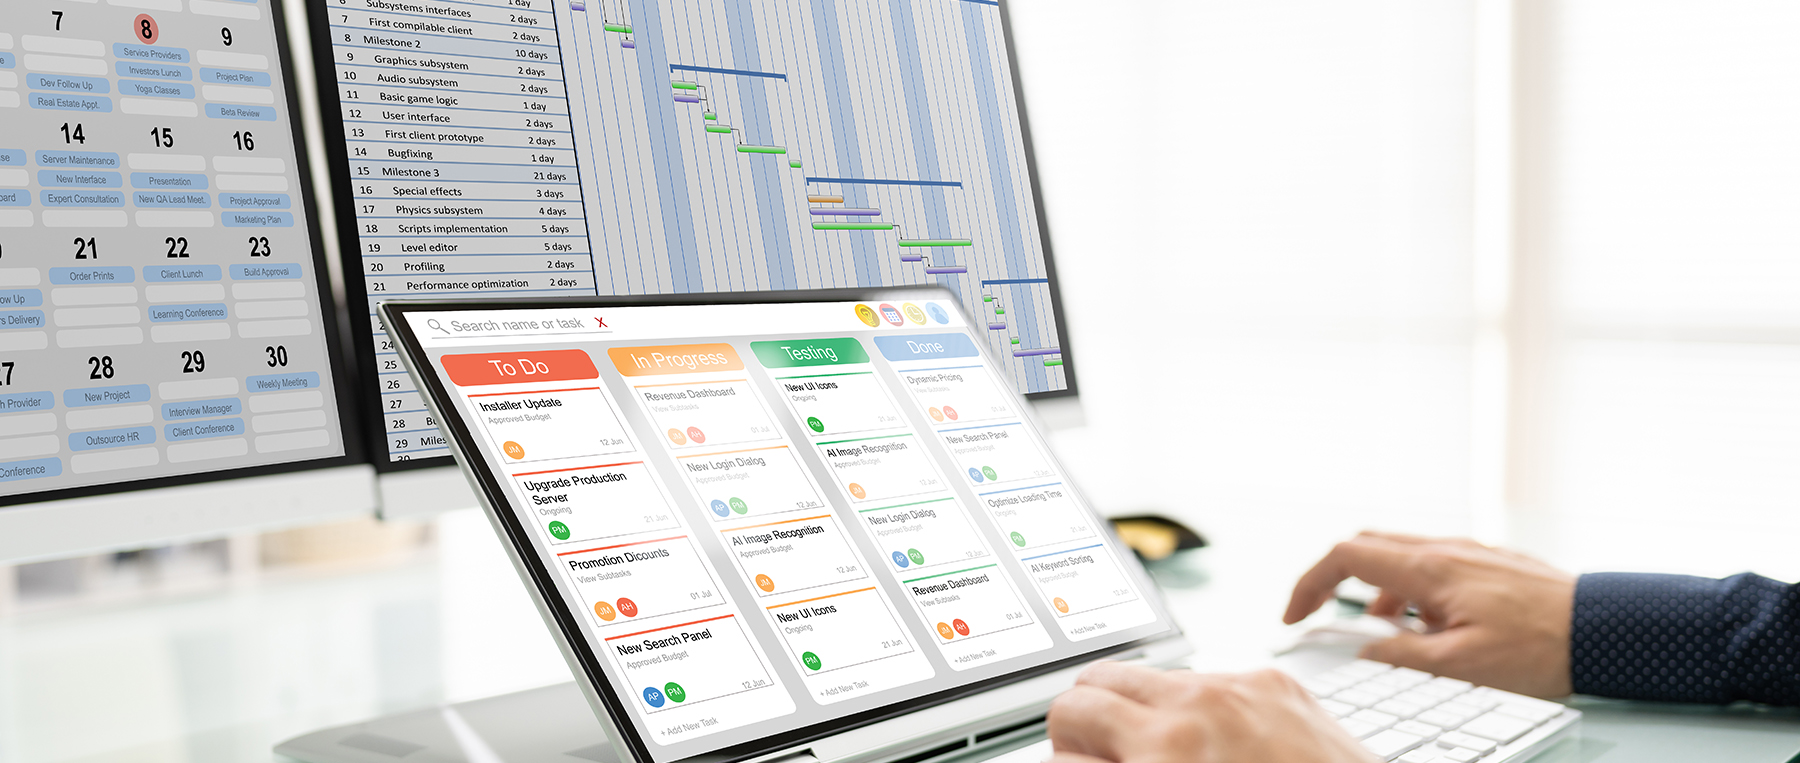 7
8
Service Providers
Investors Lunch
Yoga Classes
9
Project Plan
Beta Review
Dev Follow Up
Real Estate Appt.
14
Server Maintenance
New Interface
Expert Consultation
15
Presentation
New QA Lead Meet.
16
Project Approval
Marketing Plan
21
Order Prints
22
Client Lunch
Learning Conference
23
Build Approval
28
New Project
Outsource HR
29
Interview Manager
Client Conference
30
Weekly Meeting
Conference
6 Subsystems interfaces 1 day
7 First compilable client 2 days
8 Milestone 2 10 days
9 Graphics subsystem 2 days
10 Audio subsystem 2 days
11 Basic game logic 1 day
12 User interface 2 days
13 First client prototype 2 days
14 Bugfixing 1 day
15 Milestone 3 21 days
16 Special effects 3 days
17 Physics subsystem 4 days
18 Scripts implementation 5 days
19 Level editor 5 days
20 Profiling 2 days
21 Performance optimization 2 days
24
25
26
27
28
29
30
Search name or task X
To Do
Installer Update
Approved Budget
JM
12 Jun
Upgrade Production
Server
Ongoing
PM
21 Jun
Promotion Dicounts
View Subtasks
JM AH
01 Jul
New Search Panel
Approved Budget
AP PM
12 Jun
+ Add New Task
In Progress
Revenue Dashboard
View Subtasks
JM AH
01 Jul
New Login Dialog
Approved Budget
AP PM
12 Jun
AI Image Recognition
Approved Budget
JM
12 Jun
New UI Icons
Ongoing
PM
21 Jun
+ Add New Task
Testing
New UI Icons
Ongoing
PM
21 Jun
AI Image Recognition
Approved Budget
JM
12 Jun
New Login Dialog
Approved Budget
AP PM
12 Jun
Revenue Dashboard
View Subtasks
JM AH
01 Jul
+ Add New Task
Done
Dynamic Pricing
View Subtasks
JM AH
01 Jul
New Search Panel
Approved Budget
AP PM
12 Jun
Optimize Loading Time
Ongoing
PM
21 Jun
AI Keyword Sorting
Approved Budget
JM
12 Jun
+ Add New Task